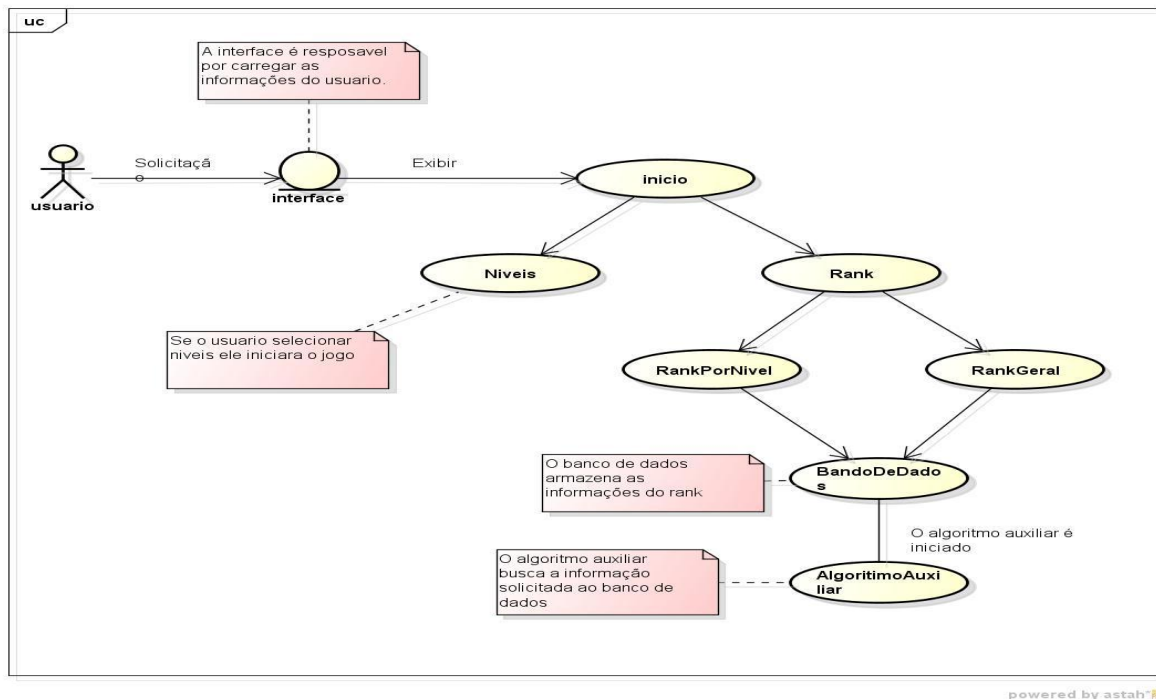 uc
A interface é resposavel
por carregar as
informações do usuario.
Solicitaçã
o
Exibir
usuario
interface
inicio
Niveis
Rank
Se o usuario selecionar
niveis ele iniciara o jogo
RankPorNivel
RankGeral
O banco de dados
armazena as
informações do rank
BandoDeDado
s
O algoritmo auxiliar é
iniciado
O algoritmo auxiliar
busca a informação
solicitada ao banco de
dados
AlgoritimoAuxi
liar
powered by astah*